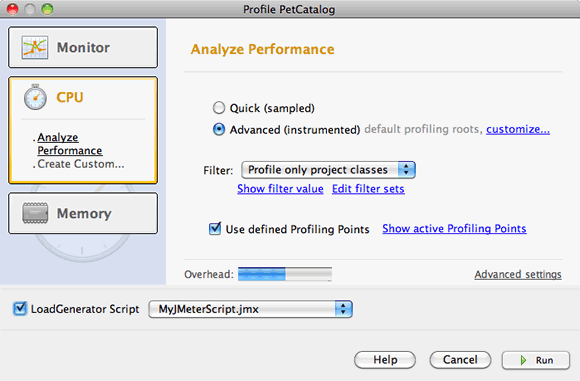 Profile PetCatalog
Monitor
CPU
. Analyze
Performance
. Create Custom...
Memory
Analyze Performance
Quick (sampled)
Advanced (instrumented) default profiling roots, customize...
Filter: Profile only project classes
Show filter value Edit filter sets
Use defined Profiling Points Show active Profiling Points
Overhead: Advanced settings
LoadGenerator Script MyJMeterScript.jmx
Help Cancel Run